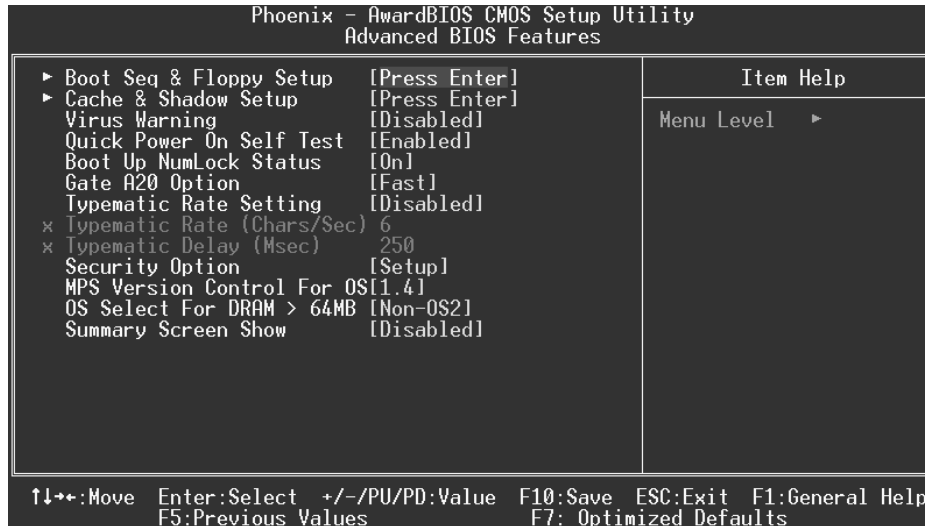 Phoenix - AwardBIOS CMOS Setup Utility
Advanced BIOS Features
► Boot Seq & Floppy Setup [Press Enter]
► Cache & Shadow Setup [Press Enter]
Virus Warning [Disabled]
Quick Power On Self Test [Enabled]
Boot Up NumLock Status [On]
Gate A20 Option [Fast]
Typematic Rate Setting [Disabled]
x Typematic Rate (Chars/Sec) 6
x Typematic Delay (Msec) 250
Security Option [Setup]
MPS Version Control For OS[1.4]
OS Select For DRAM > 64MB [Non-OS2]
Summary Screen Show [Disabled]
Item Help
Menu Level ►
↑↓→←:Move Enter:Select +/-/PU/PD:Value F10:Save ESC:Exit F1:General Help
F5:Previous Values F7: Optimized Defaults